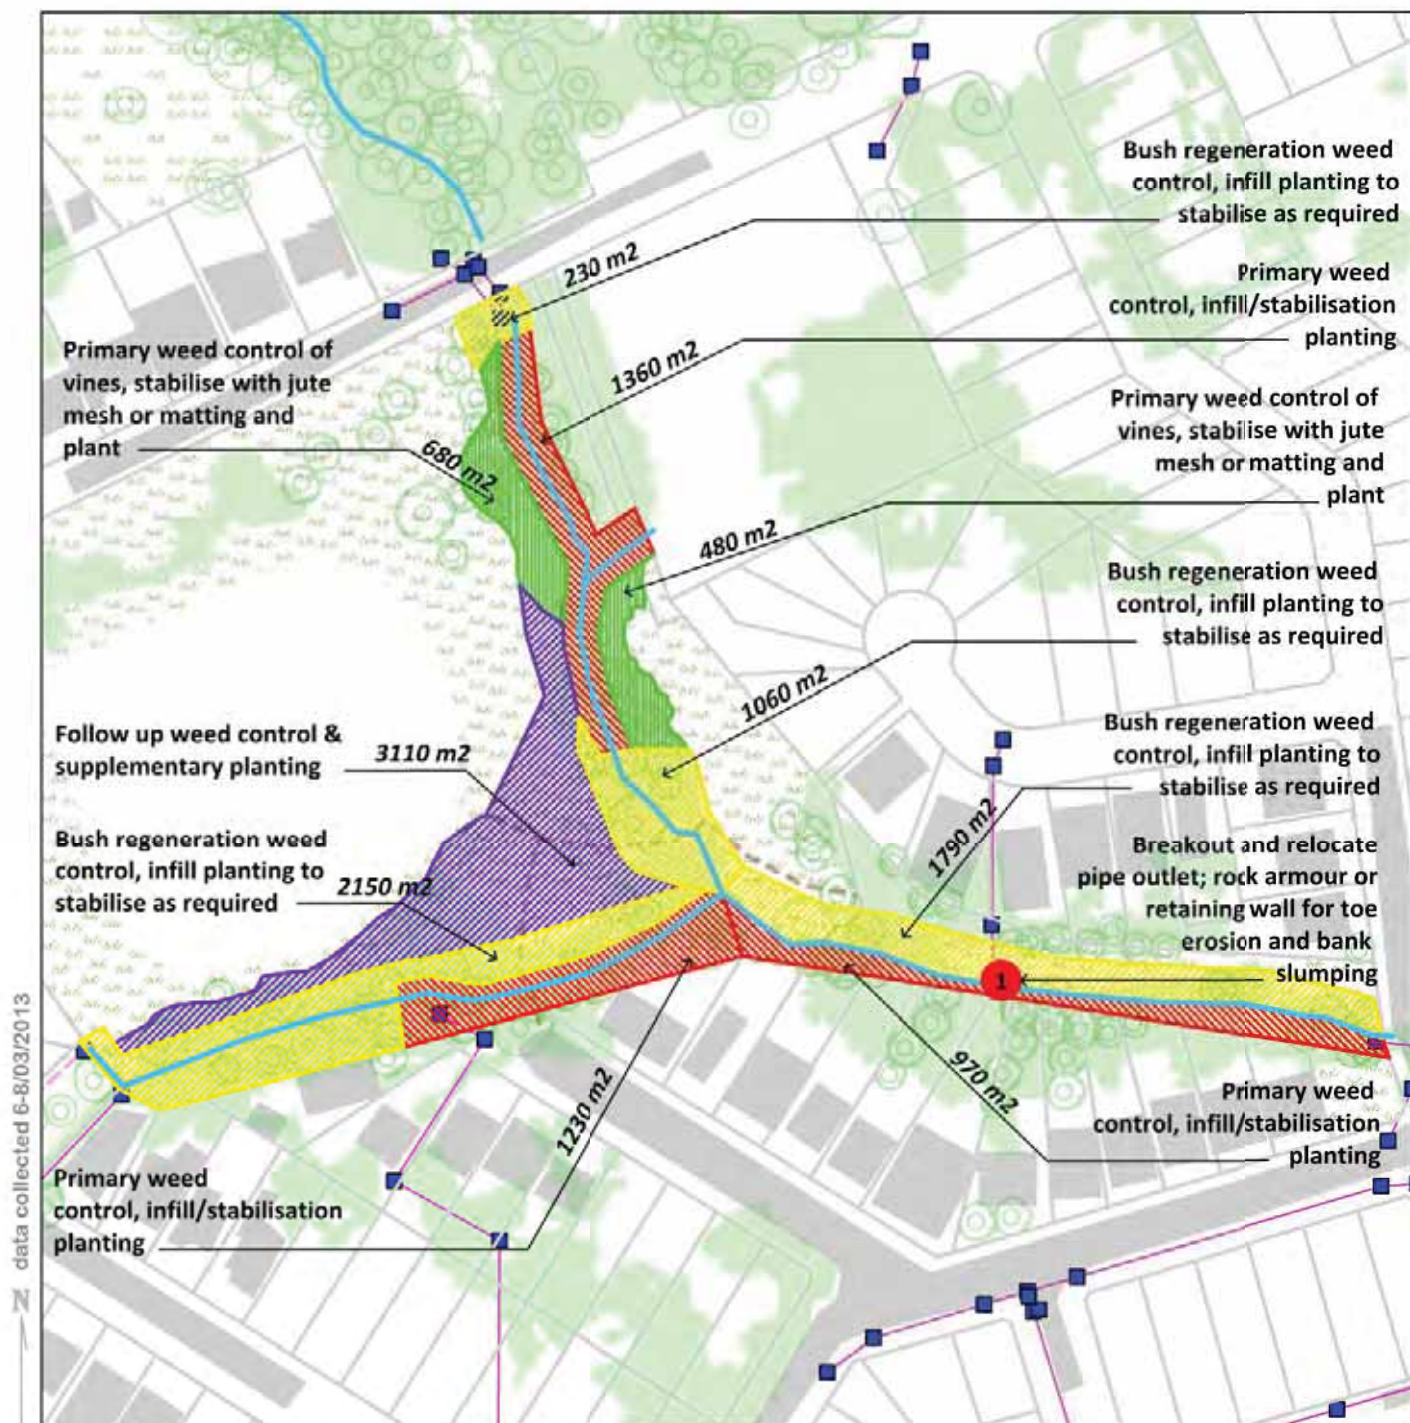 Bush regeneration weed
control, infill planting to
stabilise as required
230 m2
Primary weed
control, infill/stabilisation
planting
1360 m2
Primary weed control of
vines, stabilise with jute
mesh or matting and
plant
680 m2
Primary weed control of
vines, stabilise with jute
mesh or matting and
plant
480 m2
Bush regeneration weed
control, infill planting to
stabilise as required
1060 m2
Follow up weed control &
supplementary planting
3110 m2
Bush regeneration weed
control, infill planting to
stabilise as required
1790 m2
Bush regeneration weed
control, infill planting to
stabilise as required
2150 m2
Breakout and relocate
pipe outlet; rock armour or
retaining wall for toe
erosion and bank
slumping
1
970 m2
Primary weed
control, infill/stabilisation
planting
1230 m2
Primary weed
control, infill/stabilisation
planting
N
data collected 6-8/03/2013